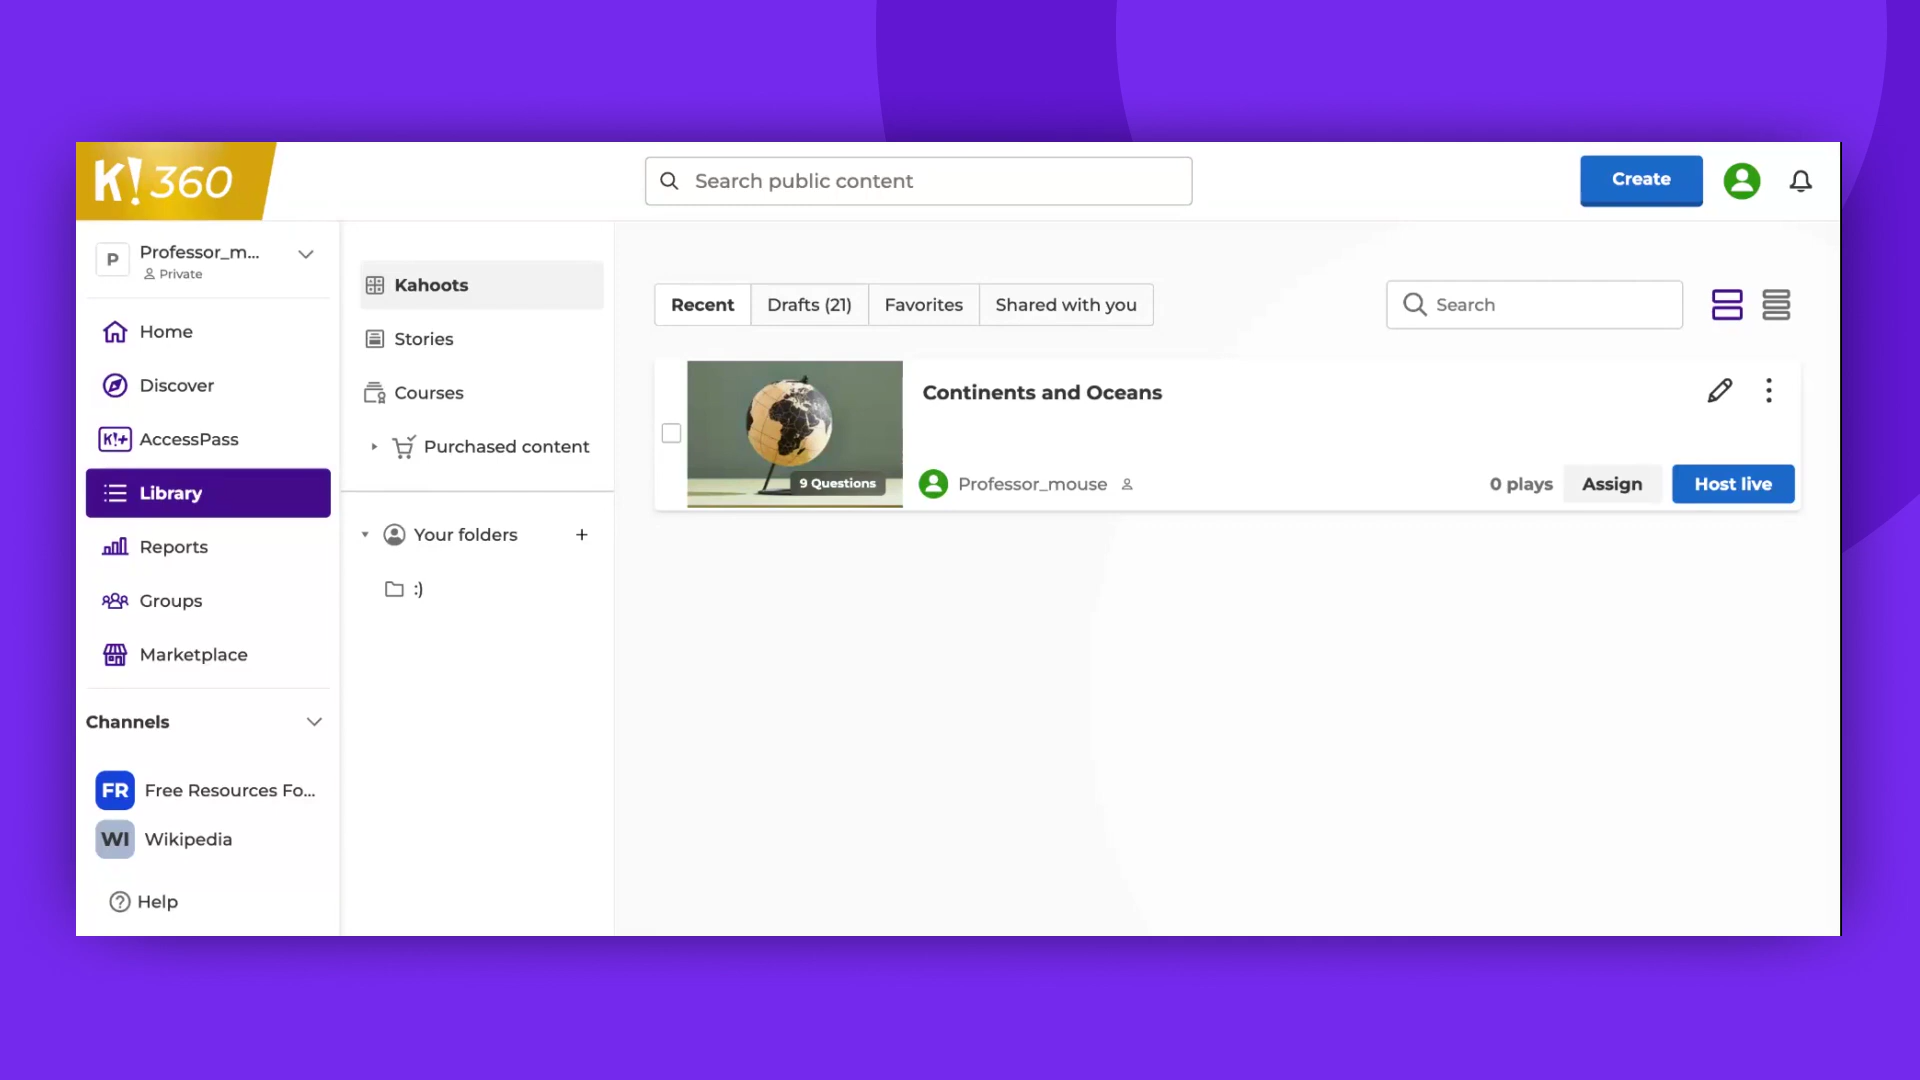 K!360
Search public content
Create
P
Professor_m...
Private
Home
Discover
K!+ AccessPass
Library
Reports
Groups
Marketplace
Channels
FR Free Resources Fo...
WI Wikipedia
Help
Kahoots
Stories
Courses
Purchased content
Your folders +
:)
Recent Drafts (21) Favorites Shared with you
Search
Continents and Oceans
9 Questions
Professor_mouse
0 plays Assign Host live